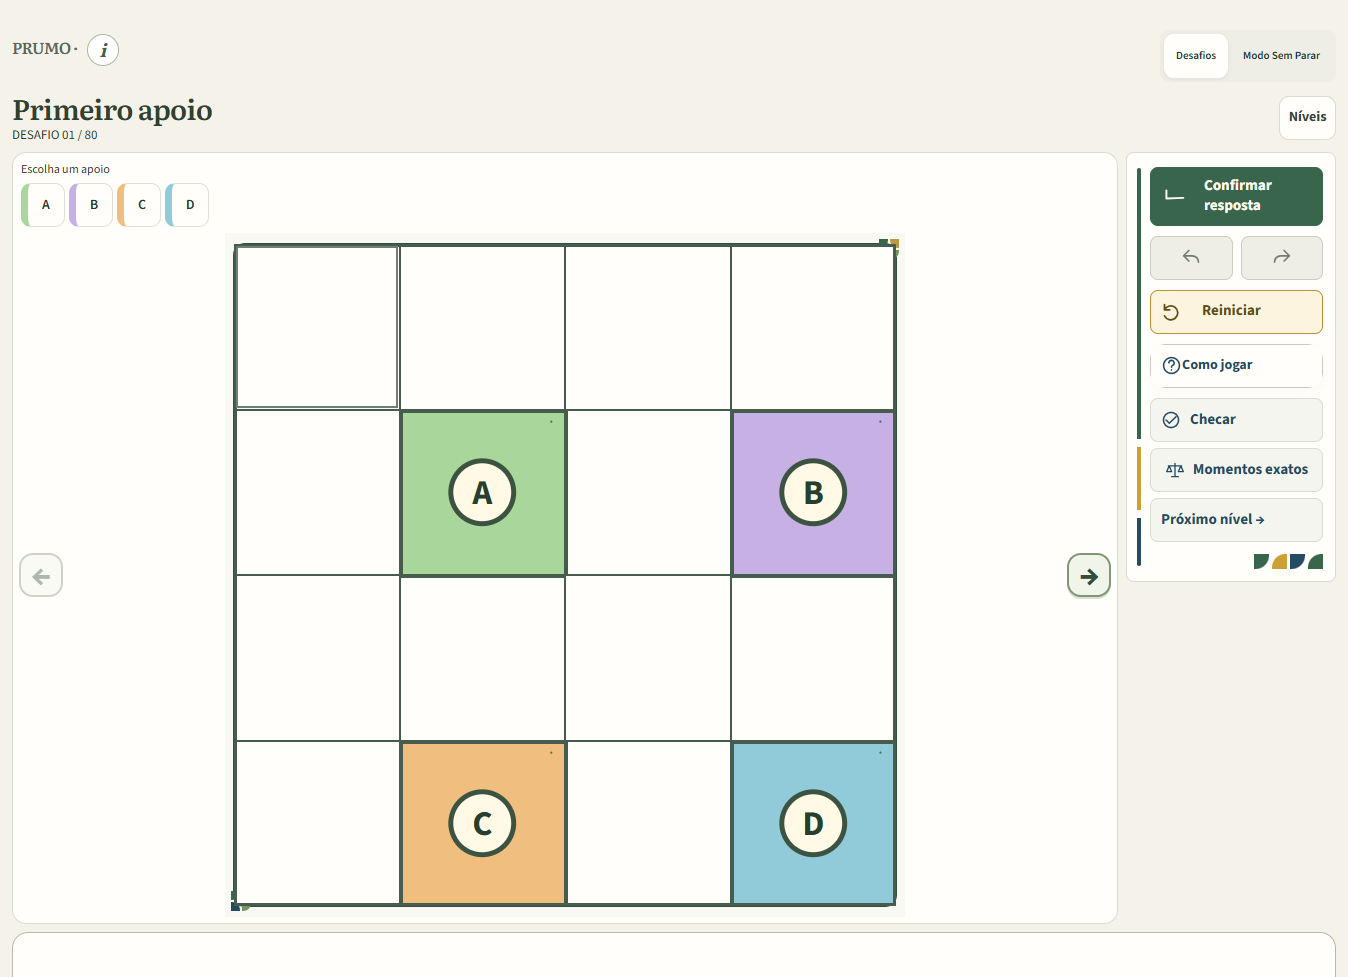 PRUMO· i
Desafios
Modo Sem Parar
Primeiro apoio
DESAFIO 01 / 80
Níveis
Escolha um apoio
A
B
C
D
A
B
C
D
Confirmar
resposta
Reiniciar
Como jogar
Checar
Momentos exatos
Próximo nível →